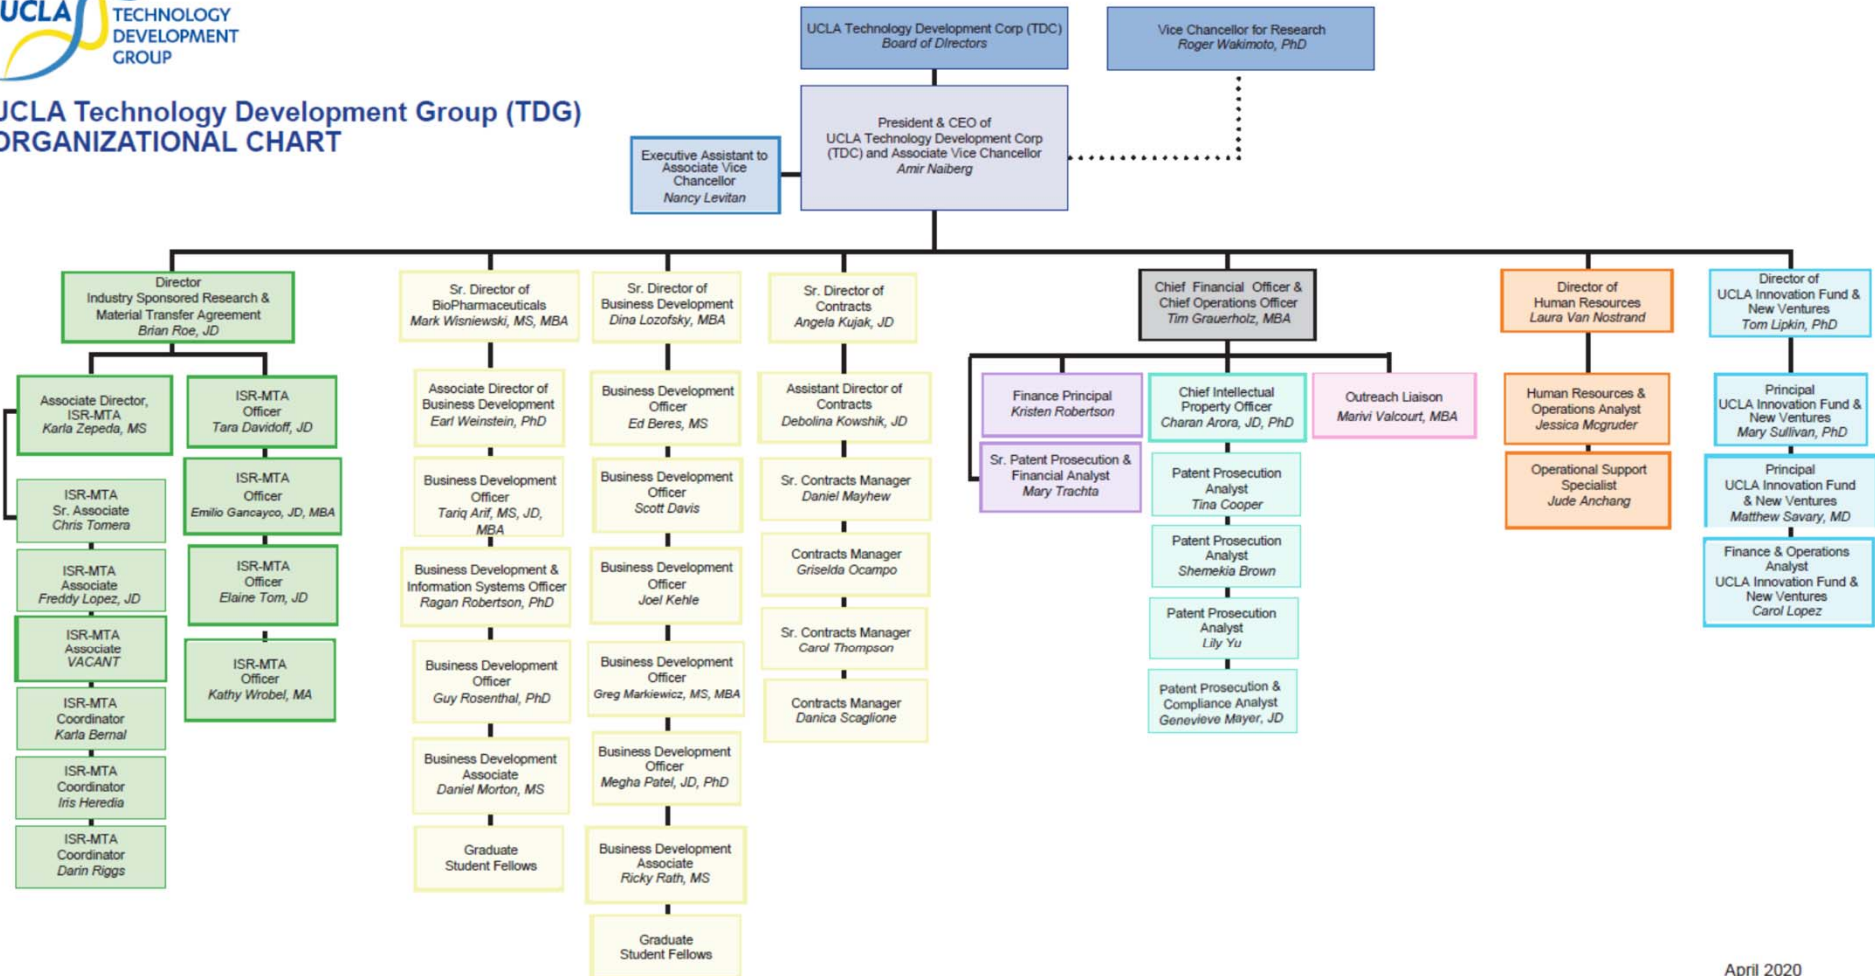 UCLA
TECHNOLOGY
DEVELOPMENT
GROUP
UCLA Technology Development Group (TDG)
ORGANIZATIONAL CHART
UCLA Technology Development Corp (TDC)
Board of Directors
Vice Chancellor for Research
Roger Wakimoto, PhD
President & CEO of
UCLA Technology Development Corp
(TDC) and Associate Vice Chancellor
Amir Naiberg
Executive Assistant to
Associate Vice
Chancellor
Nancy Levitan
Director
Industry Sponsored Research &
Material Transfer Agreement
Brian Roe, JD
Associate Director,
ISR-MTA
Karla Zepeda, MS
ISR-MTA
Sr. Associate
Chris Tomera
ISR-MTA
Associate
Freddy Lopez, JD
ISR-MTA
Associate
VACANT
ISR-MTA
Coordinator
Karla Bernal
ISR-MTA
Coordinator
Iris Heredia
ISR-MTA
Coordinator
Darin Riggs
ISR-MTA
Officer
Tara Davidoff, JD
ISR-MTA
Officer
Emilio Gancayco, JD, MBA
ISR-MTA
Officer
Elaine Tom, JD
ISR-MTA
Officer
Kathy Wrobel, MA
Sr. Director of
BioPharmaceuticals
Mark Wisniewski, MS, MBA
Associate Director of
Business Development
Earl Weinstein, PhD
Business Development
Officer
Tariq Arif, MS, JD,
MBA
Business Development &
Information Systems Officer
Ragan Robertson, PhD
Business Development
Officer
Guy Rosenthal, PhD
Business Development
Associate
Daniel Morton, MS
Graduate
Student Fellows
Sr. Director of
Business Development
Dina Lozofsky, MBA
Business Development
Officer
Ed Beres, MS
Business Development
Officer
Scott Davis
Business Development
Officer
Joel Kehle
Business Development
Officer
Greg Markiewicz, MS, MBA
Business Development
Officer
Megha Patel, JD, PhD
Business Development
Associate
Ricky Rath, MS
Graduate
Student Fellows
Sr. Director of
Contracts
Angela Kujak, JD
Assistant Director of
Contracts
Debolina Kowshik, JD
Sr. Contracts Manager
Daniel Mayhew
Contracts Manager
Griselda Ocampo
Sr. Contracts Manager
Carol Thompson
Contracts Manager
Danica Scaglione
Chief Financial Officer &
Chief Operations Officer
Tim Grauerholz, MBA
Finance Principal
Kristen Robertson
Sr. Patent Prosecution &
Financial Analyst
Mary Trachta
Chief Intellectual
Property Officer
Charan Arora, JD, PhD
Patent Prosecution
Analyst
Tina Cooper
Patent Prosecution
Analyst
Shemekia Brown
Patent Prosecution
Analyst
Lily Yu
Patent Prosecution &
Compliance Analyst
Genevieve Mayer, JD
Outreach Liaison
Marivi Valcourt, MBA
Director of
Human Resources
Laura Van Nostrand
Human Resources &
Operations Analyst
Jessica Mcgruder
Operational Support
Specialist
Jude Anchang
Director of
UCLA Innovation Fund &
New Ventures
Tom Lipkin, PhD
Principal
UCLA Innovation Fund &
New Ventures
Mary Sullivan, PhD
Principal
UCLA Innovation Fund
& New Ventures
Matthew Savary, MD
Finance & Operations
Analyst
UCLA Innovation Fund &
New Ventures
Carol Lopez
April 2020